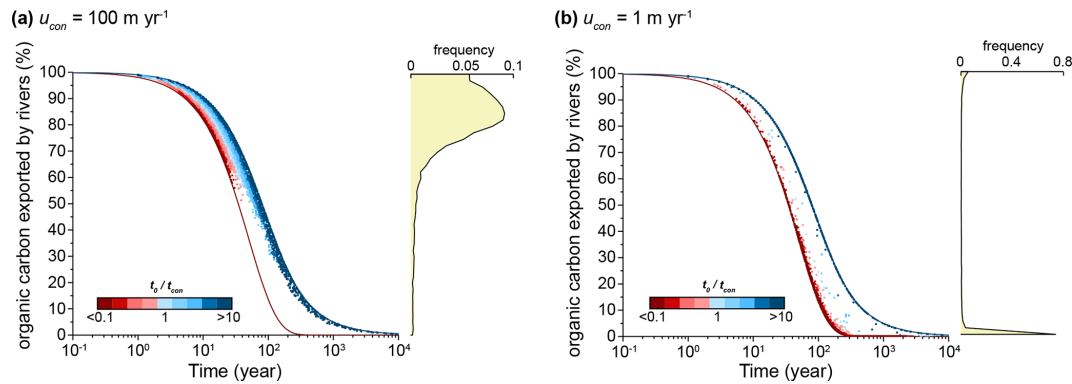 (a) u_con = 100 m yr⁻¹
frequency
0 0.05 0.1
organic carbon exported by rivers (%)
100
90
80
70
60
50
40
30
20
10
0
t₀ / t_con
<0.1 1 >10
10⁻¹ 10⁰ 10¹ 10² 10³ 10⁴
Time (year)
(b) u_con = 1 m yr⁻¹
frequency
0 0.4 0.8
organic carbon exported by rivers (%)
100
90
80
70
60
50
40
30
20
10
0
t₀ / t_con
<0.1 1 >10
10⁻¹ 10⁰ 10¹ 10² 10³ 10⁴
Time (year)